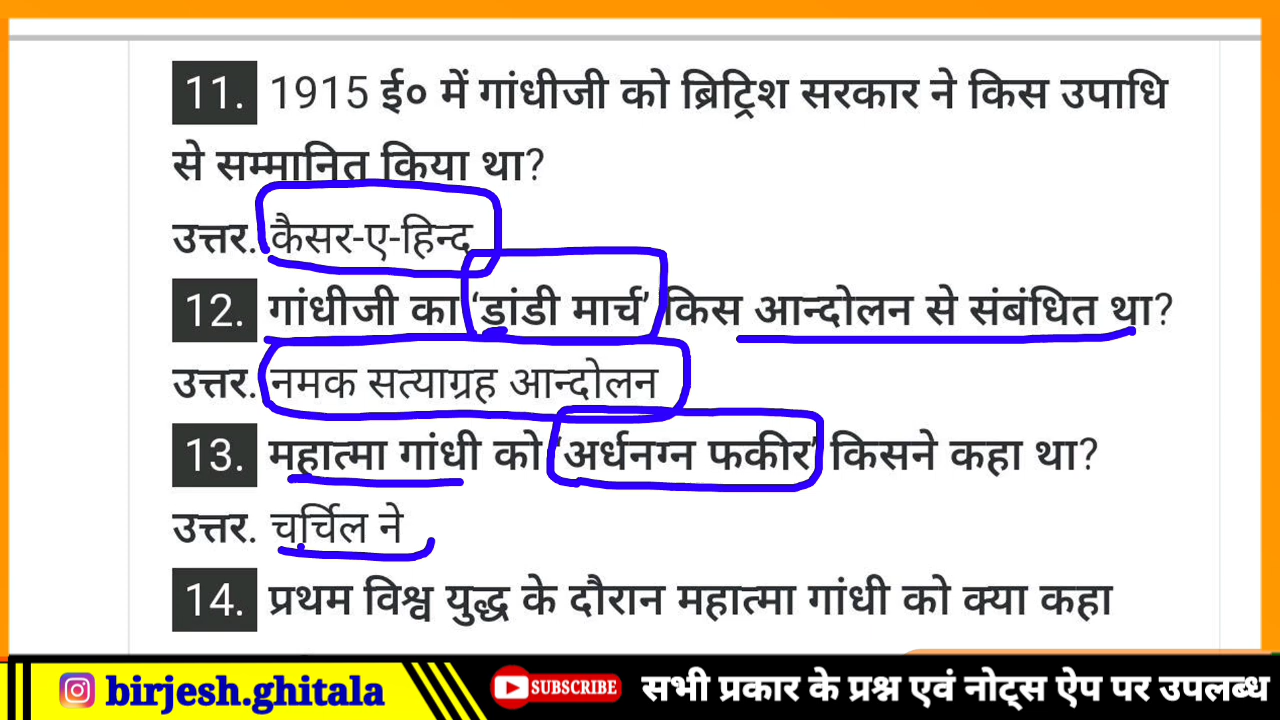 11. 1915 ई० में गांधीजी को ब्रिट्रिश सरकार ने किस उपाधि
से सम्मानित किया था?
उत्तर. कैसर-ए-हिन्द
12. गांधीजी का 'डांडी मार्च' किस आन्दोलन से संबंधित था?
उत्तर. नमक सत्याग्रह आन्दोलन
13. महात्मा गांधी को 'अर्धनग्न फकीर' किसने कहा था?
उत्तर. चर्चिल ने
14. प्रथम विश्व युद्ध के दौरान महात्मा गांधी को क्या कहा
birjesh.ghitala SUBSCRIBE सभी प्रकार के प्रश्न एवं नोट्स ऐप पर उपलब्ध